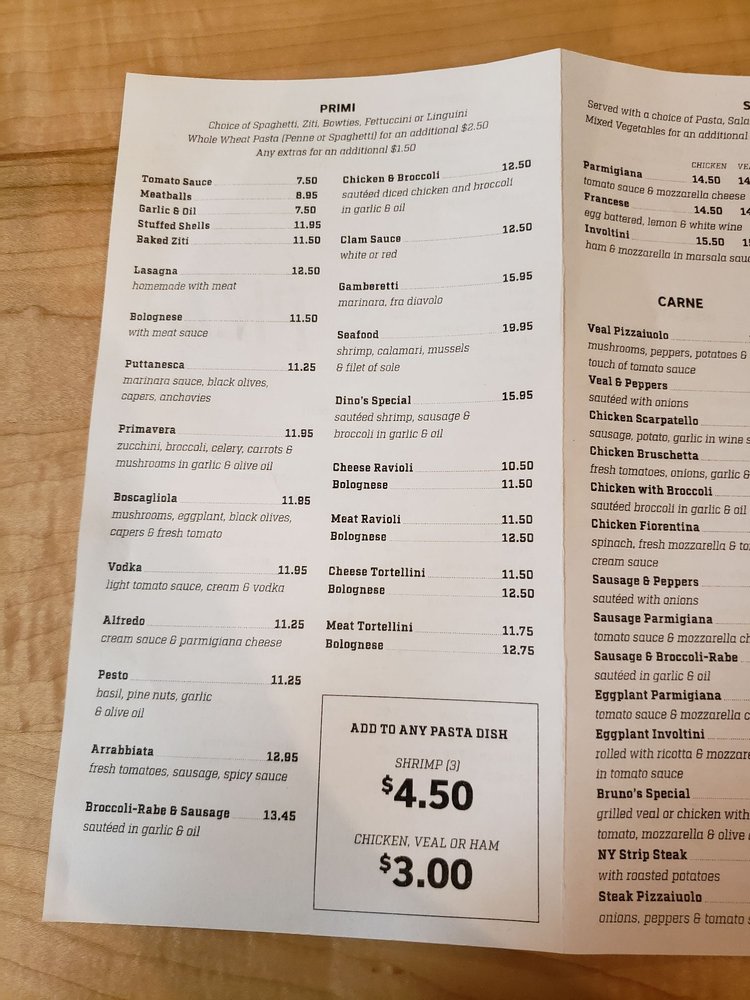 PRIMI
Choice of Spaghetti, Ziti, Bowties, Fettuccini or Linguini
Whole Wheat Pasta (Penne or Spaghetti) for an additional $2.50
Any extras for an additional $1.50
Tomato Sauce 7.50
Meatballs 8.95
Garlic & Oil 7.50
Stuffed Shells 11.95
Baked Ziti 11.50
Lasagna 12.50
homemade with meat
Bolognese 11.50
with meat sauce
Puttanesca 11.25
marinara sauce, black olives,
capers, anchovies
Primavera 11.95
zucchini, broccoli, celery, carrots &
mushrooms in garlic & olive oil
Boscagliola 11.95
mushrooms, eggplant, black olives,
capers & fresh tomato
Vodka 11.95
light tomato sauce, cream & vodka
Alfredo 11.25
cream sauce & parmigiana cheese
Pesto 11.25
basil, pine nuts, garlic
& olive oil
Arrabbiata 12.95
fresh tomatoes, sausage, spicy sauce
Broccoli-Rabe & Sausage 13.45
sautéed in garlic & oil
Chicken & Broccoli 12.50
sautéed diced chicken and broccoli
in garlic & oil
Clam Sauce 12.50
white or red
Gamberetti 15.95
marinara, fra diavolo
Seafood 19.95
shrimp, calamari, mussels
& filet of sole
Dino's Special 15.95
sautéed shrimp, sausage &
broccoli in garlic & oil
Cheese Ravioli 10.50
Bolognese 11.50
Meat Ravioli 11.50
Bolognese 12.50
Cheese Tortellini 11.50
Bolognese 12.50
Meat Tortellini 11.75
Bolognese 12.75
ADD TO ANY PASTA DISH
SHRIMP (3)
$4.50
CHICKEN, VEAL OR HAM
$3.00
Served with a choice of Pasta,
Mixed Vegetables for an additional
CHICKEN
Parmigiana 14.50
tomato sauce & mozzarella cheese
Francese 14.50
egg battered, lemon & white wine
Involtini 15.50
ham & mozzarella in marsala
CARNE
Veal Pizzaiuolo
mushrooms, peppers, potatoes &
touch of tomato sauce
Veal & Peppers
sautéed with onions
Chicken Scarpatello
sausage, potato, garlic in wine
Chicken Bruschetta
fresh tomatoes, onions, garlic &
Chicken with Broccoli
sautéed broccoli in garlic & oil
Chicken Fiorentina
spinach, fresh mozzarella &
cream sauce
Sausage & Peppers
sautéed with onions
Sausage Parmigiana
tomato sauce & mozzarella
Sausage & Broccoli-Rabe
sautéed in garlic & oil
Eggplant Parmigiana
tomato sauce & mozzarella
Eggplant Involtini
rolled with ricotta &
in tomato sauce
Bruno's Special
grilled veal or chicken with
tomato, mozzarella & olive
NY Strip Steak
with roasted potatoes
Steak Pizzaiuolo
onions, peppers & tomato